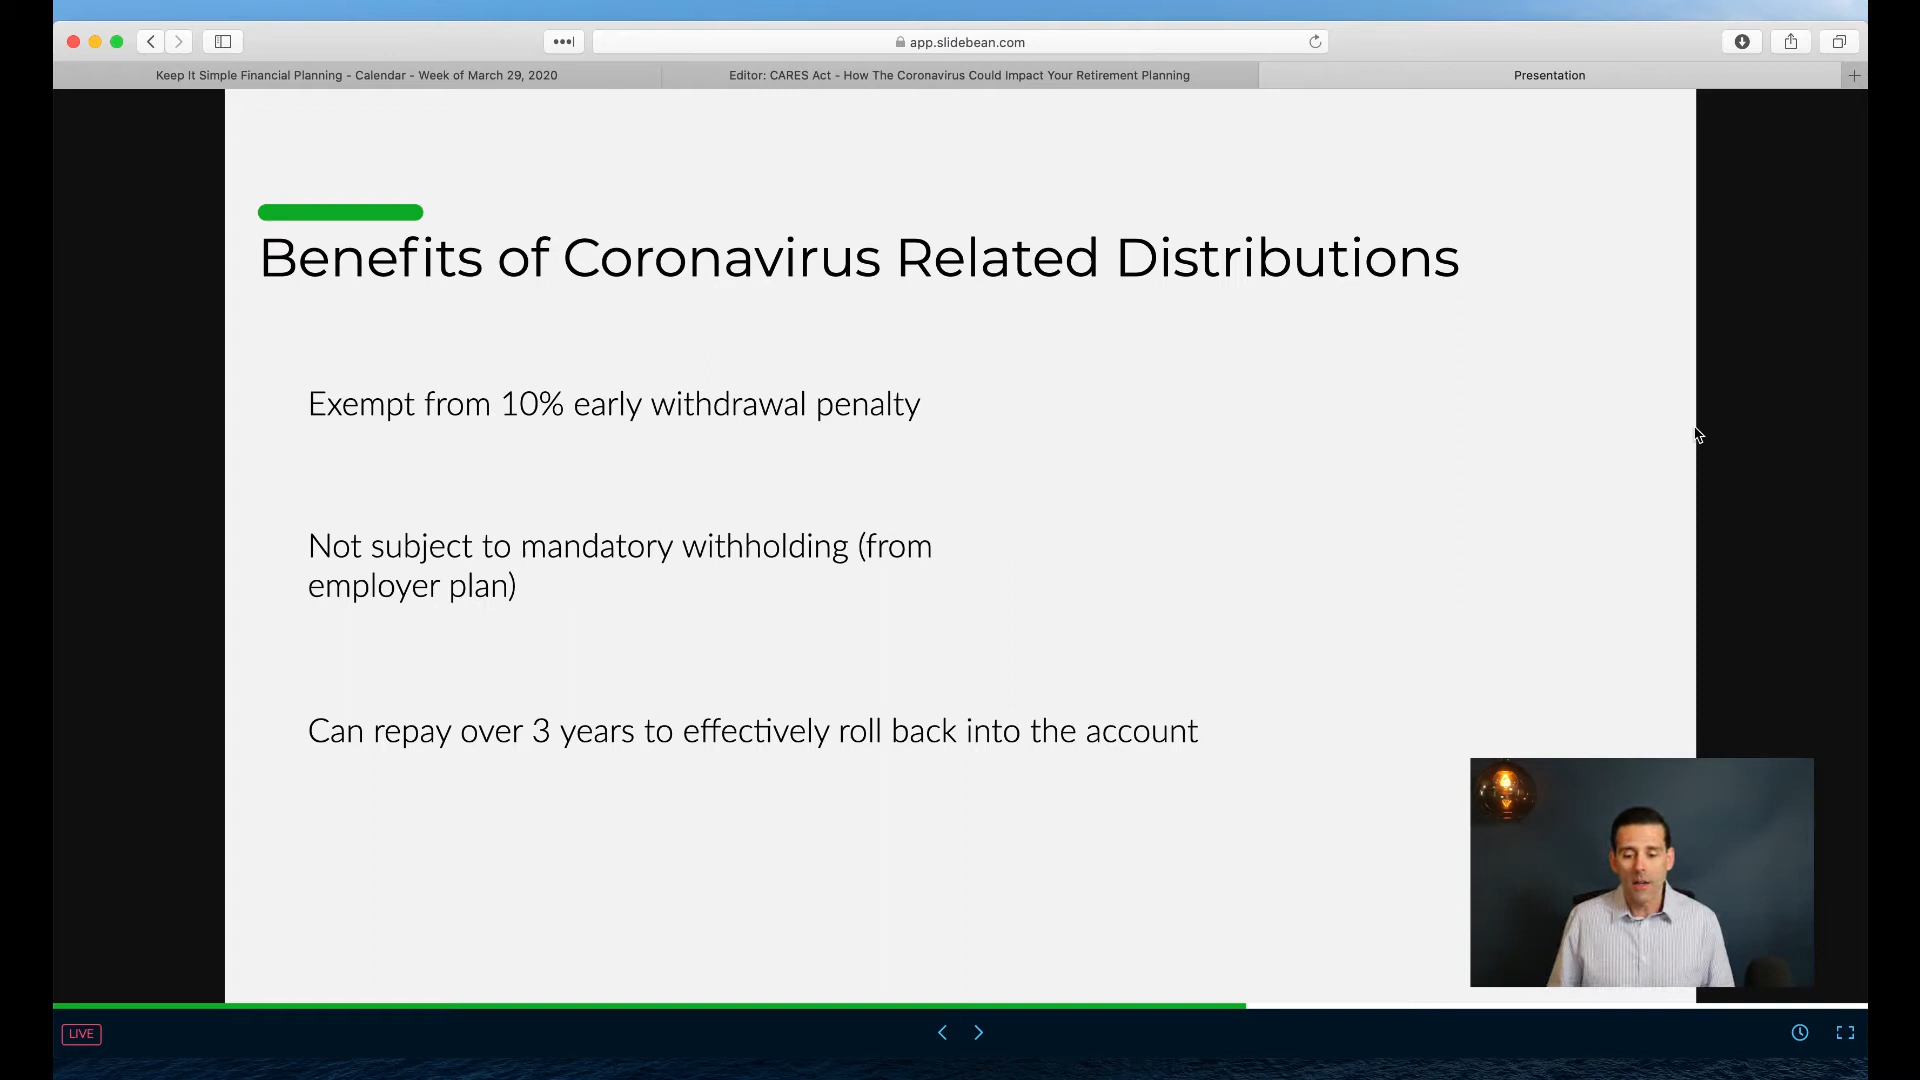 app.slidebean.com
Keep It Simple Financial Planning - Calendar - Week of March 29, 2020
Editor: CARES Act - How The Coronavirus Could Impact Your Retirement Planning
Presentation
Benefits of Coronavirus Related Distributions
Exempt from 10% early withdrawal penalty
Not subject to mandatory withholding (from
employer plan)
Can repay over 3 years to effectively roll back into the account
LIVE